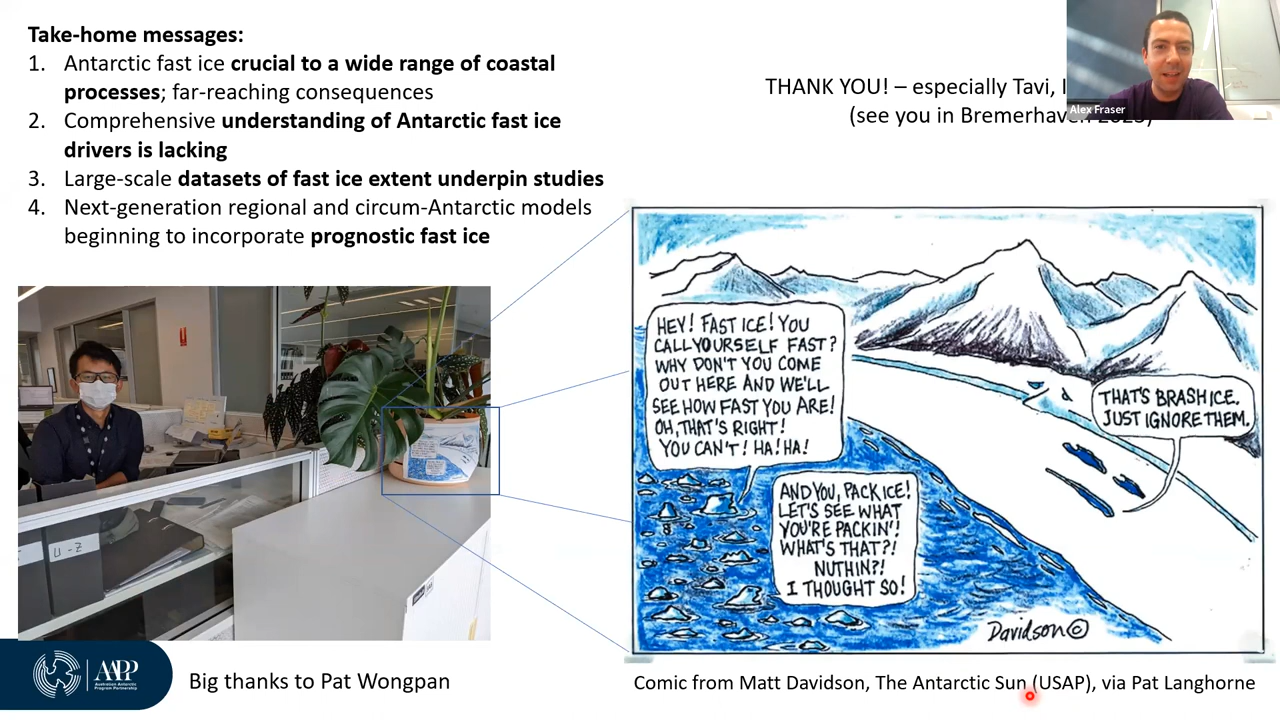 Take-home messages:
1. Antarctic fast ice crucial to a wide range of coastal
processes; far-reaching consequences
2. Comprehensive understanding of Antarctic fast ice
drivers is lacking
3. Large-scale datasets of fast ice extent underpin studies
4. Next-generation regional and circum-Antarctic models
beginning to incorporate prognostic fast ice
THANK YOU! – especially Tavi,
(see you in Bremerhaven 2023)
Alex Fraser
HEY! FAST ICE! YOU
CALL YOURSELF FAST?
WHY DON'T YOU COME
OUT HERE AND WE'LL
SEE HOW FAST YOU ARE!
OH, THAT'S RIGHT!
YOU CAN'T! HA! HA!
THAT'S BRASH ICE.
JUST IGNORE THEM.
AND YOU, PACK ICE!
LET'S SEE WHAT
YOU'RE PACKIN'!
WHAT'S THAT?!
NUTHIN?!
I THOUGHT SO!
Davidson ©
U-Z
AAPP
Australian Antarctic
Program Partnership
Big thanks to Pat Wongpan
Comic from Matt Davidson, The Antarctic Sun (USAP), via Pat Langhorne